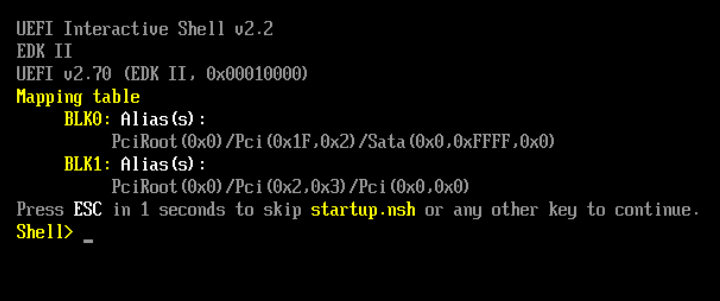 UEFI Interactive Shell v2.2
EDK II
UEFI v2.70 (EDK II, 0x00010000)
Mapping table
BLK0: Alias(s):
PciRoot(0x0)/Pci(0x1F,0x2)/Sata(0x0,0xFFFF,0x0)
BLK1: Alias(s):
PciRoot(0x0)/Pci(0x2,0x3)/Pci(0x0,0x0)
Press ESC in 1 seconds to skip startup.nsh or any other key to continue.
Shell> _